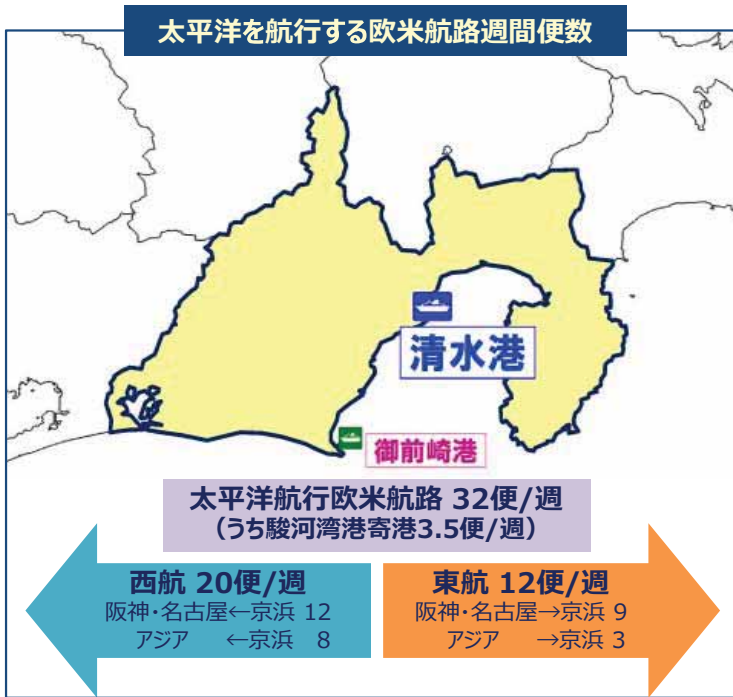 太平洋を航行する欧米航路週間便数
清水港
御前崎港
太平洋航行欧米航路 32便/週
（うち駿河湾港寄港3.5便/週）
西航 20便/週
阪神・名古屋←京浜 12
アジア ←京浜 8
東航 12便/週
阪神・名古屋→京浜 9
アジア →京浜 3